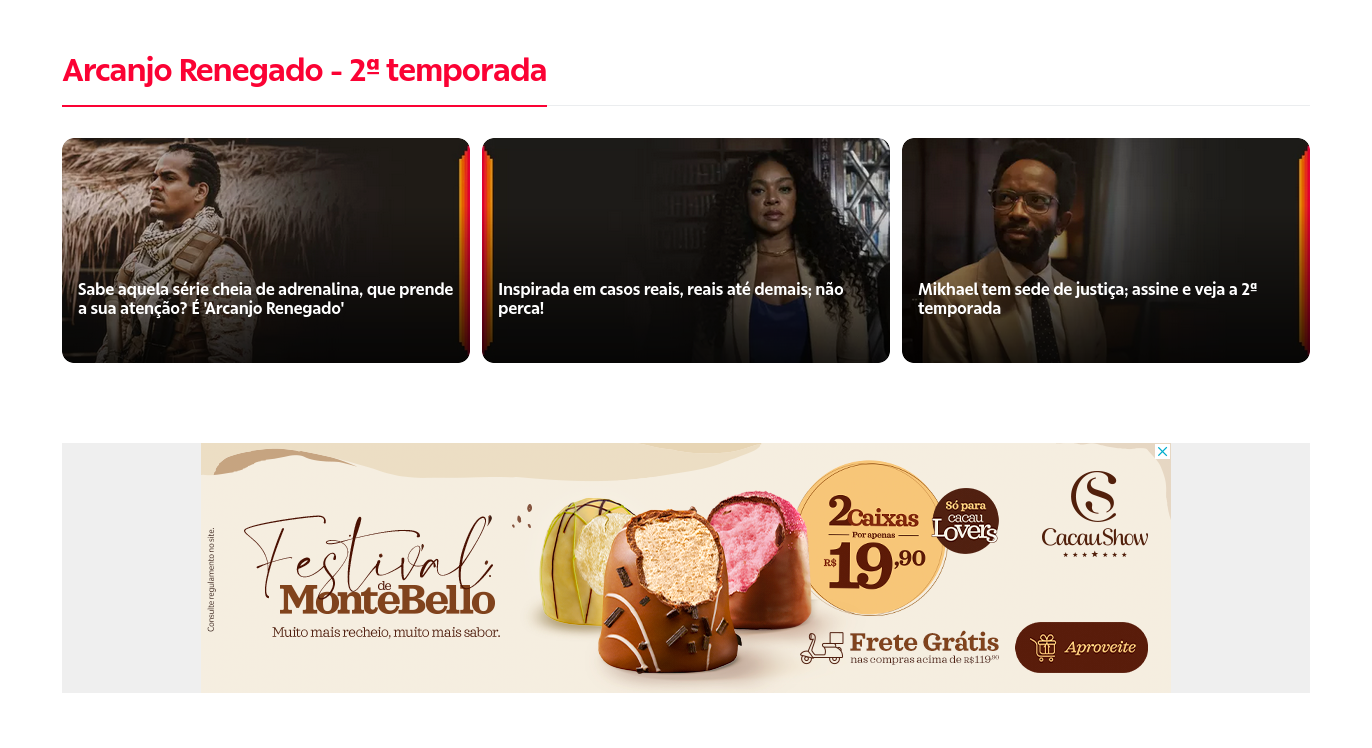 Arcanjo Renegado - 2ª temporada
Sabe aquela série cheia de adrenalina, que prende
a sua atenção? É 'Arcanjo Renegado'
Inspirada em casos reais, reais até demais; não
perca!
Mikhael tem sede de justiça; assine e veja a 2ª
temporada
Consulte regulamento no site.
Festival
de
MonteBello
Muito mais recheio, muito mais sabor.
2 Caixas
Por apenas
R$ 19,90
Só para
cacau
Lovers
Frete Grátis
nas compras acima de R$119,90
CacauShow
Aproveite